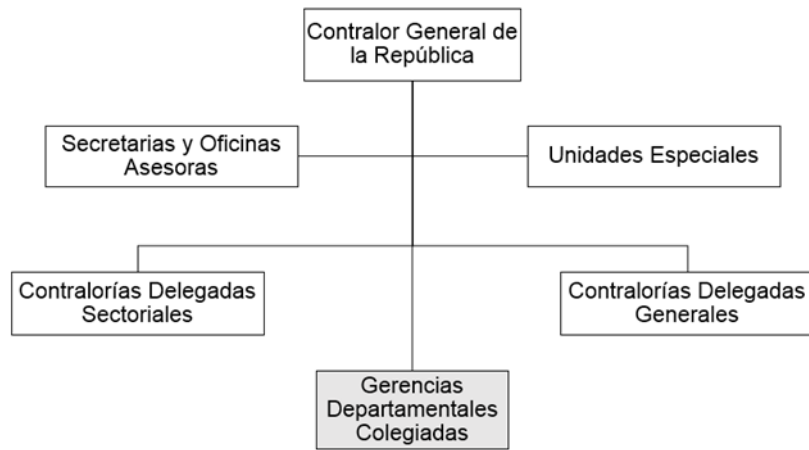 Contralor General de
la República
Secretarias y Oficinas
Asesoras
Unidades Especiales
Contralorías Delegadas
Sectoriales
Contralorías Delegadas
Generales
Gerencias
Departamentales
Colegiadas